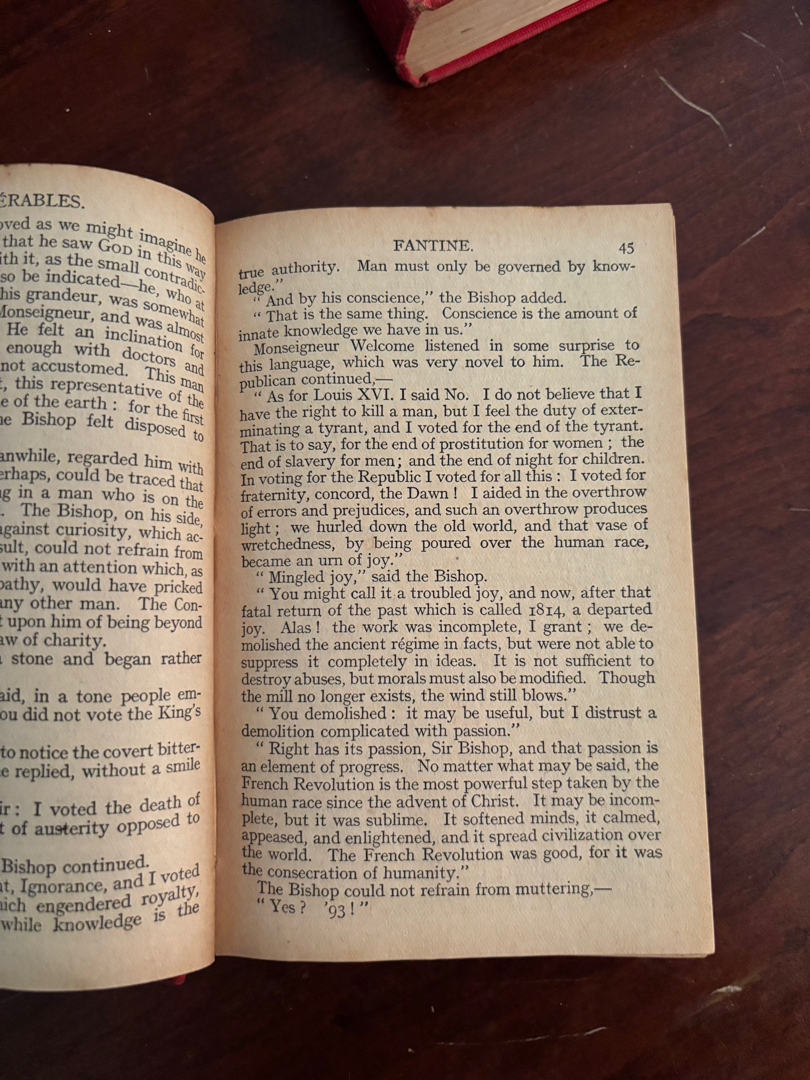 ÉRABLES.
oved as we might imagine he
that he saw GOD in this way
ith it, as the small contradic-
so be indicated—he, who at
his grandeur, was somewhat
Monseigneur, and was almost
He felt an inclination for
enough with doctors and
not accustomed. This man
, this representative of the
e of the earth : for the first
he Bishop felt disposed to
anwhile, regarded him with
erhaps, could be traced that
g in a man who is on the
. The Bishop, on his side,
against curiosity, which ac-
sult, could not refrain from
with an attention which, as
pathy, would have pricked
any other man. The Con-
t upon him of being beyond
aw of charity.
stone and began rather
aid, in a tone people em-
ou did not vote the King's
to notice the covert bitter-
e replied, without a smile
ir : I voted the death of
t of austerity opposed to
Bishop continued.
nt, Ignorance, and I voted
hich engendered royalty,
while knowledge is the
FANTINE. 45
true authority. Man must only be governed by know-
ledge."
" And by his conscience," the Bishop added.
" That is the same thing. Conscience is the amount of
innate knowledge we have in us."
Monseigneur Welcome listened in some surprise to
this language, which was very novel to him. The Re-
publican continued,—
" As for Louis XVI. I said No. I do not believe that I
have the right to kill a man, but I feel the duty of exter-
minating a tyrant, and I voted for the end of the tyrant.
That is to say, for the end of prostitution for women ; the
end of slavery for men ; and the end of night for children.
In voting for the Republic I voted for all this : I voted for
fraternity, concord, the Dawn ! I aided in the overthrow
of errors and prejudices, and such an overthrow produces
light ; we hurled down the old world, and that vase of
wretchedness, by being poured over the human race,
became an urn of joy."
" Mingled joy," said the Bishop.
" You might call it a troubled joy, and now, after that
fatal return of the past which is called 1814, a departed
joy. Alas ! the work was incomplete, I grant ; we de-
molished the ancient régime in facts, but were not able to
suppress it completely in ideas. It is not sufficient to
destroy abuses, but morals must also be modified. Though
the mill no longer exists, the wind still blows."
" You demolished : it may be useful, but I distrust a
demolition complicated with passion."
" Right has its passion, Sir Bishop, and that passion is
an element of progress. No matter what may be said, the
French Revolution is the most powerful step taken by the
human race since the advent of Christ. It may be incom-
plete, but it was sublime. It softened minds, it calmed,
appeased, and enlightened, and it spread civilization over
the world. The French Revolution was good, for it was
the consecration of humanity."
The Bishop could not refrain from muttering,—
" Yes ? '93 ! "